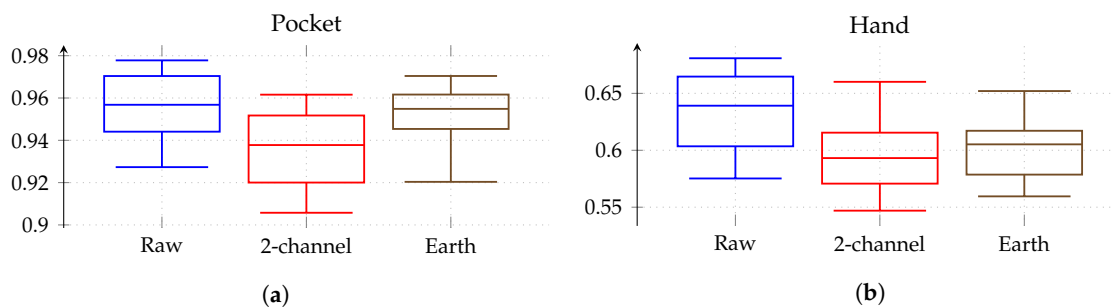 Pocket
0.98
0.96
0.94
0.92
0.9
Raw
2-channel
Earth
(a)
Hand
0.65
0.6
0.55
Raw
2-channel
Earth
(b)